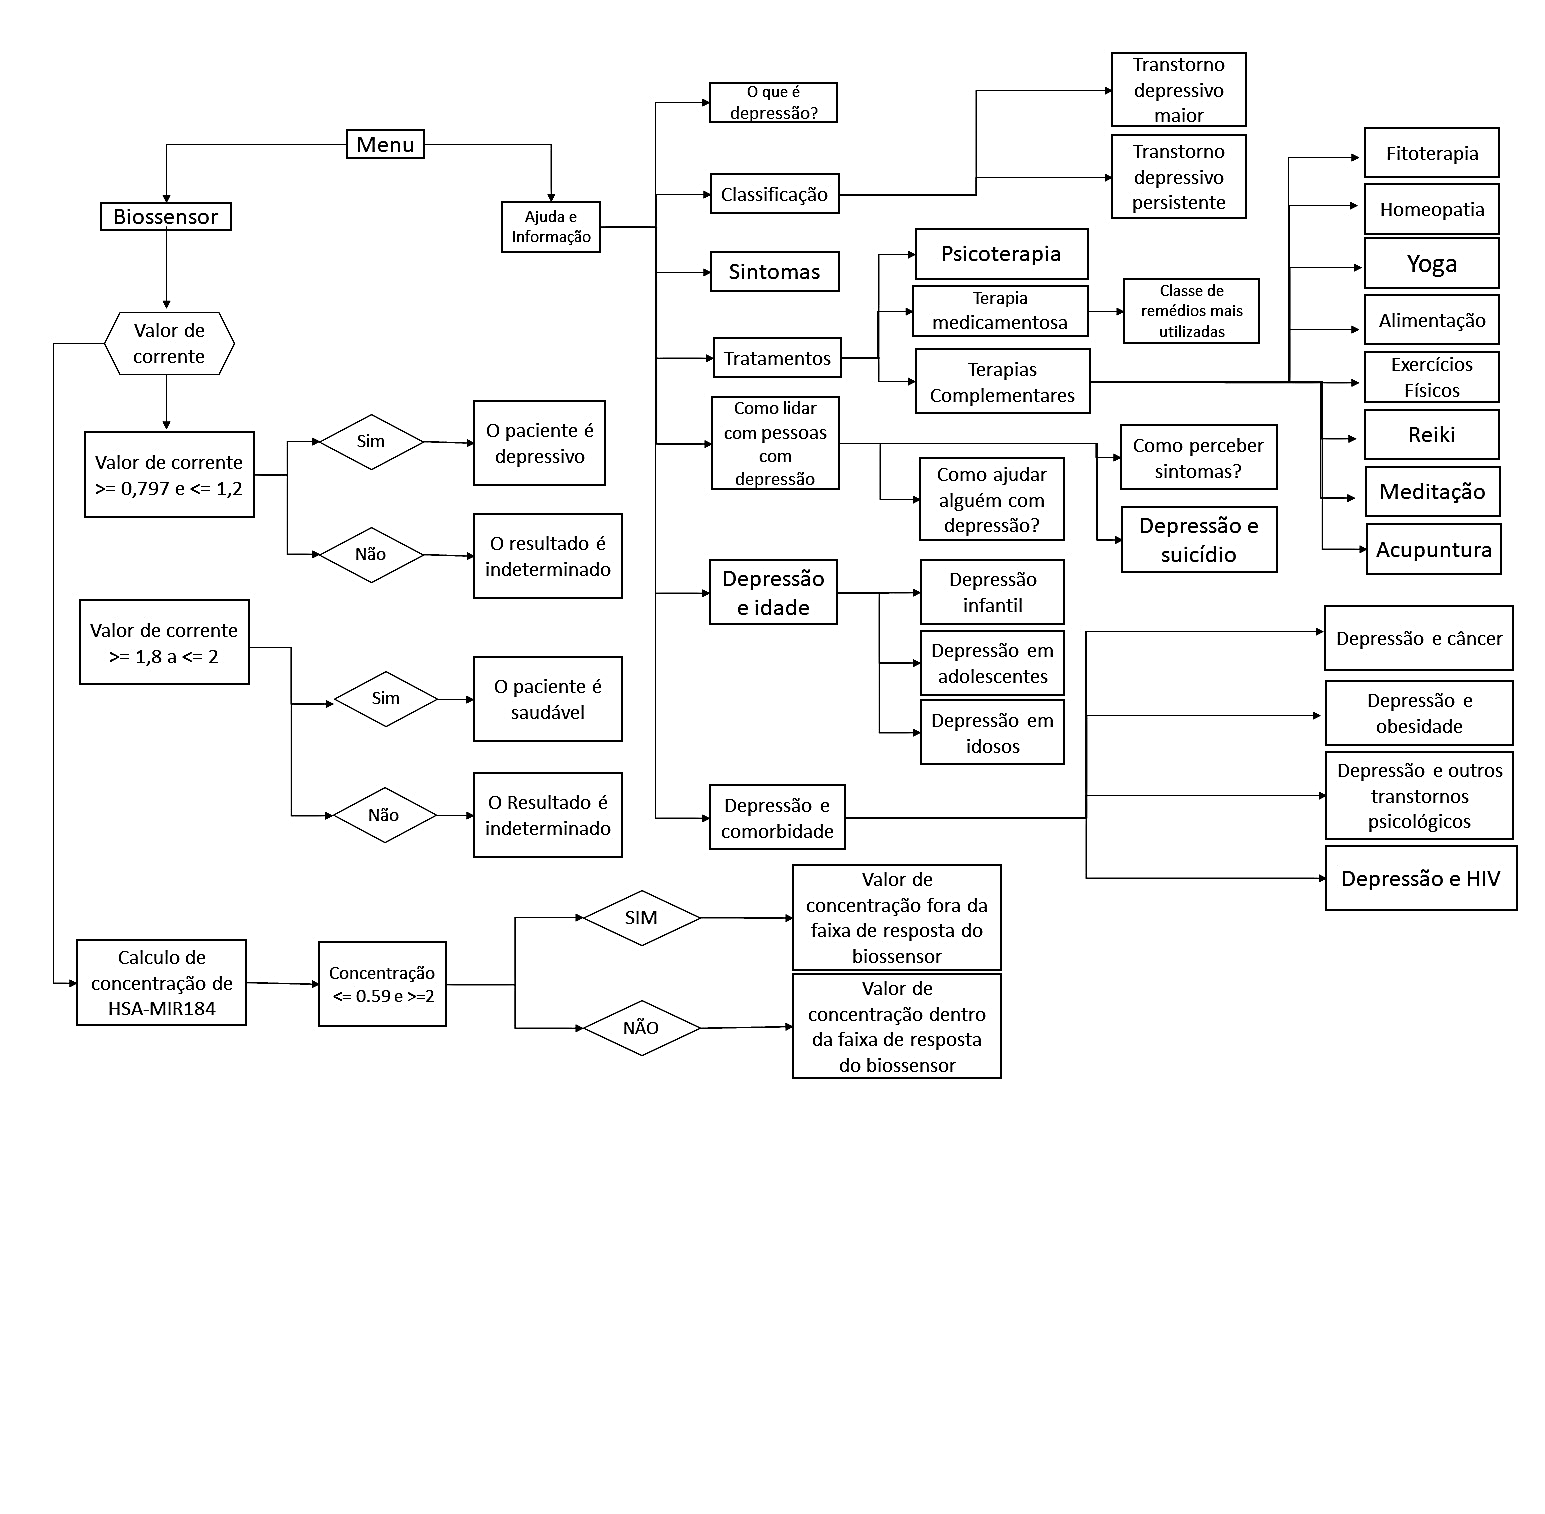 Menu
Biossensor
Valor de
corrente
Valor de corrente
>= 0,797 e <= 1,2
Sim
O paciente é
depressivo
Não
O resultado é
indeterminado
Valor de corrente
>= 1,8 a <= 2
Sim
O paciente é
saudável
Não
O Resultado é
indeterminado
Calculo de
concentração de
HSA-MIR184
Concentração
<= 0.59 e >=2
SIM
Valor de
concentração fora da
faixa de resposta do
biossensor
NÃO
Valor de
concentração dentro
da faixa de resposta
do biossensor
Ajuda e
Informação
O que é
depressão?
Classificação
Transtorno
depressivo
maior
Transtorno
depressivo
persistente
Sintomas
Tratamentos
Psicoterapia
Terapia
medicamentosa
Classe de
remédios mais
utilizadas
Terapias
Complementares
Fitoterapia
Homeopatia
Yoga
Alimentação
Exercícios
Físicos
Reiki
Meditação
Acupuntura
Como lidar
com pessoas
com
depressão
Como ajudar
alguém com
depressão?
Como perceber
sintomas?
Depressão e
suicídio
Depressão
e idade
Depressão
infantil
Depressão em
adolescentes
Depressão em
idosos
Depressão e
comorbidade
Depressão e câncer
Depressão e
obesidade
Depressão e outros
transtornos
psicológicos
Depressão e HIV